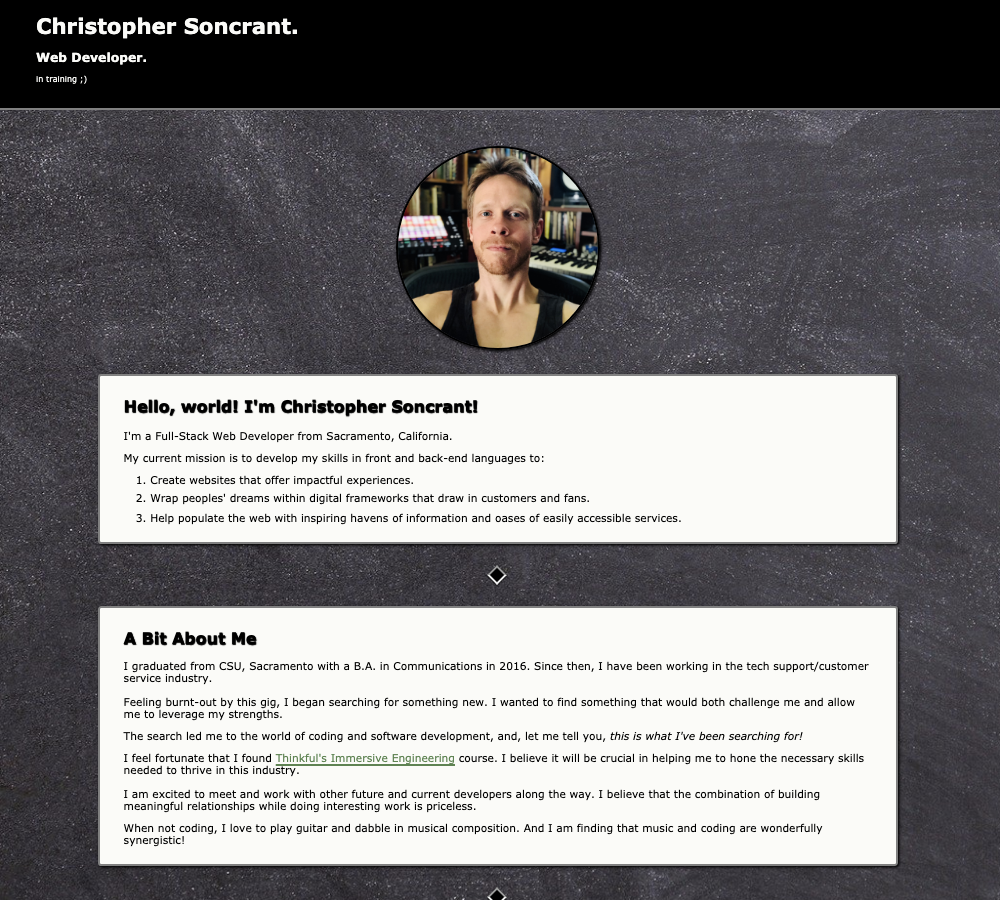 Christopher Soncrant.
Web Developer.
in training ;)
Hello, world! I'm Christopher Soncrant!
I'm a Full-Stack Web Developer from Sacramento, California.
My current mission is to develop my skills in front and back-end languages to:
1. Create websites that offer impactful experiences.
2. Wrap peoples' dreams within digital frameworks that draw in customers and fans.
3. Help populate the web with inspiring havens of information and oases of easily accessible services.
A Bit About Me
I graduated from CSU, Sacramento with a B.A. in Communications in 2016. Since then, I have been working in the tech support/customer
service industry.
Feeling burnt-out by this gig, I began searching for something new. I wanted to find something that would both challenge me and allow
me to leverage my strengths.
The search led me to the world of coding and software development, and, let me tell you, this is what I've been searching for!
I feel fortunate that I found Thinkful's Immersive Engineering course. I believe it will be crucial in helping me to hone the necessary skills
needed to thrive in this industry.
I am excited to meet and work with other future and current developers along the way. I believe that the combination of building
meaningful relationships while doing interesting work is priceless.
When not coding, I love to play guitar and dabble in musical composition. And I am finding that music and coding are wonderfully
synergistic!